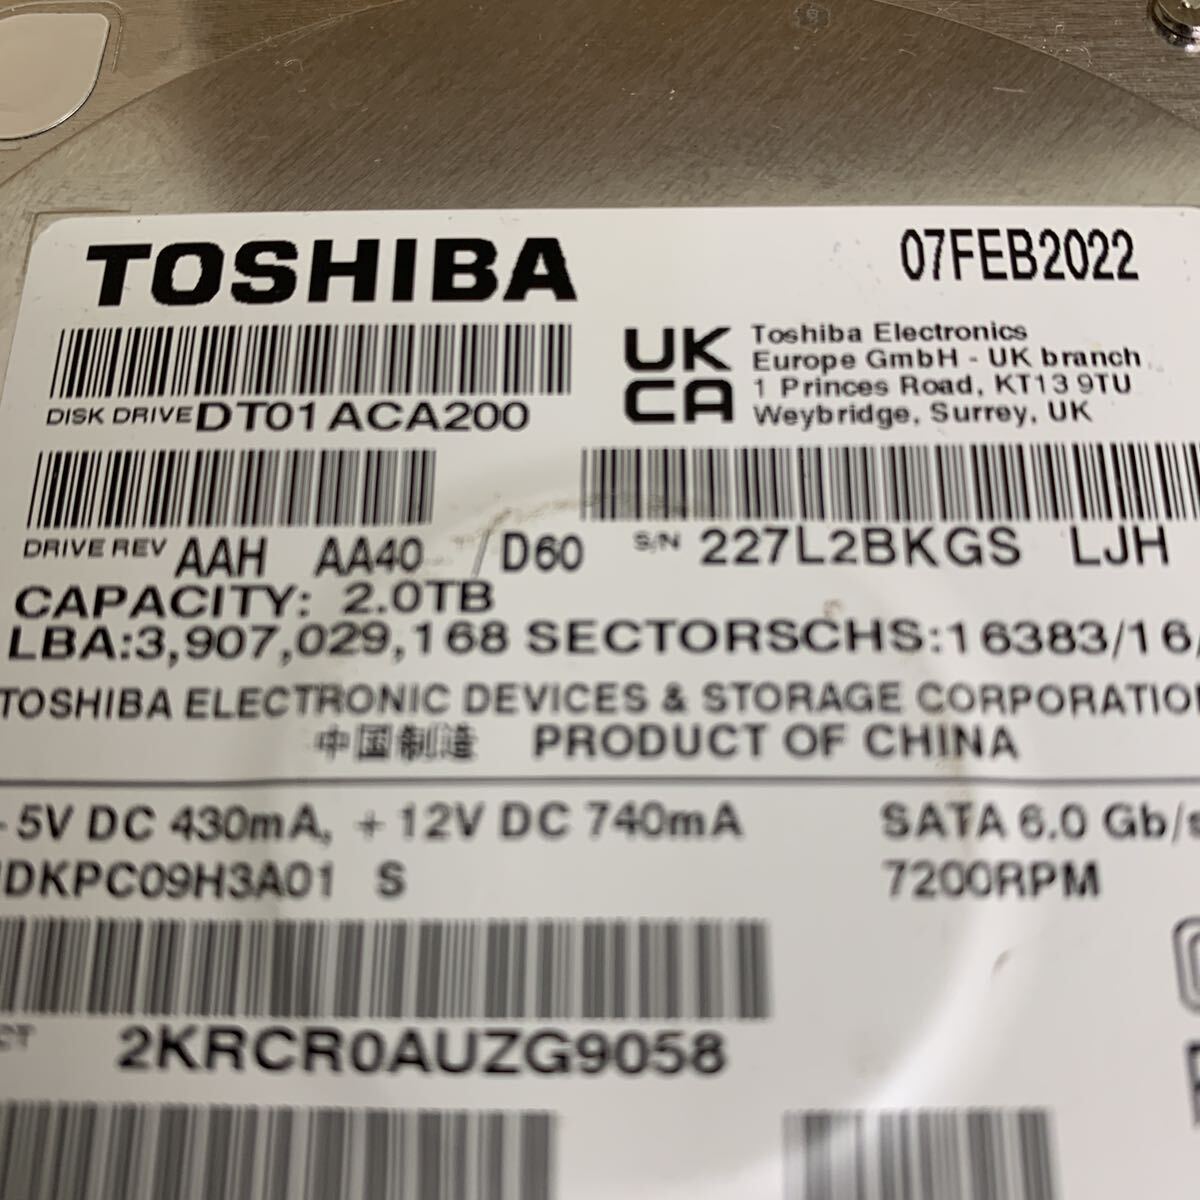 TOSHIBA
07FEB2022
UK
CA
Toshiba Electronics
Europe GmbH - UK branch
1 Princes Road, KT13 9TU
Weybridge, Surrey, UK
DISK DRIVE DT01ACA200
DRIVE REV AAH AA40 / D60
S/N 227L2BKGS LJH
CAPACITY: 2.0TB
LBA:3,907,029,168 SECTORSCHS:16383/16/
TOSHIBA ELECTRONIC DEVICES & STORAGE CORPORATIO
中国制造 PRODUCT OF CHINA
5V DC 430mA, +12V DC 740mA
SATA 6.0 Gb/s
DKPC09H3A01 S
7200RPM
CT 2KRCR0AUZG9058